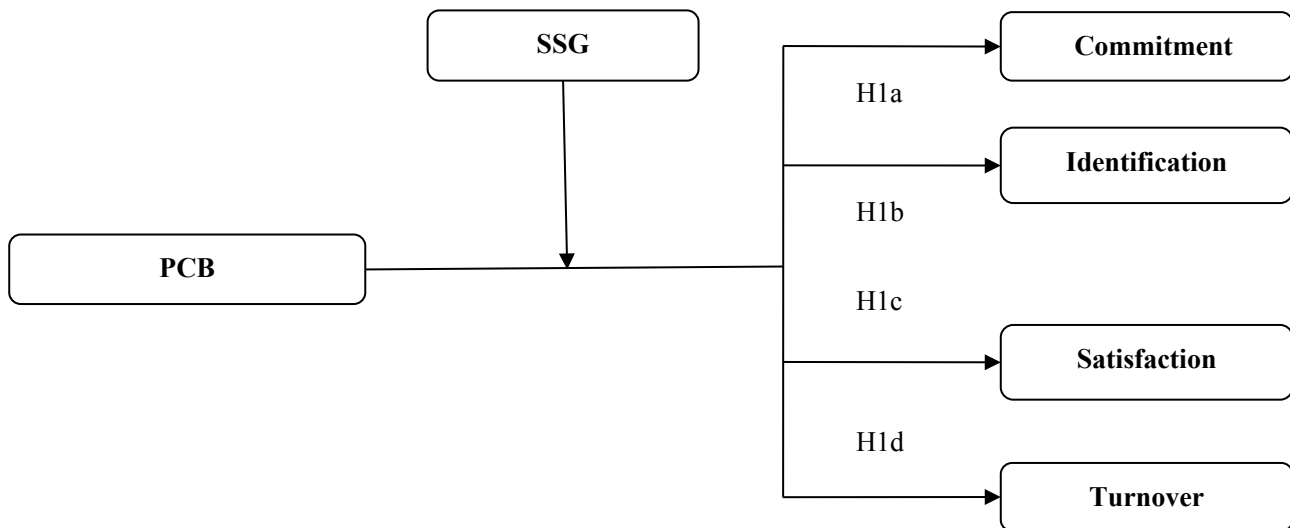 SSG
Commitment
H1a
Identification
H1b
PCB
H1c
Satisfaction
H1d
Turnover